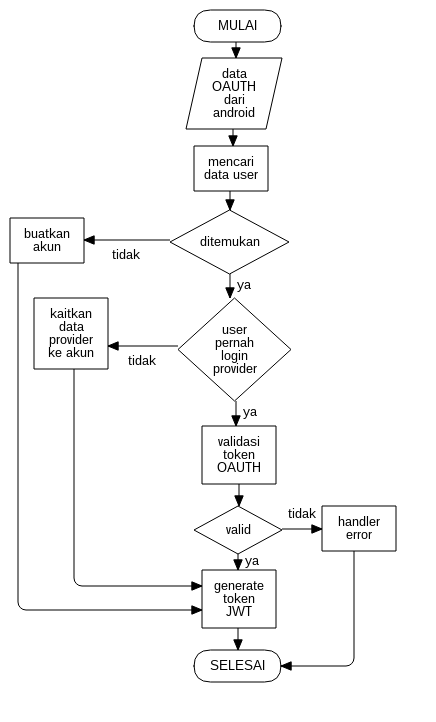 MULAI
data
OAUTH
dari
android
mencari
data user
ditemukan
tidak
buatkan
akun
ya
user
pernah
login
provider
tidak
kaitkan
data
provider
ke akun
ya
validasi
token
OAUTH
valid
tidak
handler
error
ya
generate
token
JWT
SELESAI